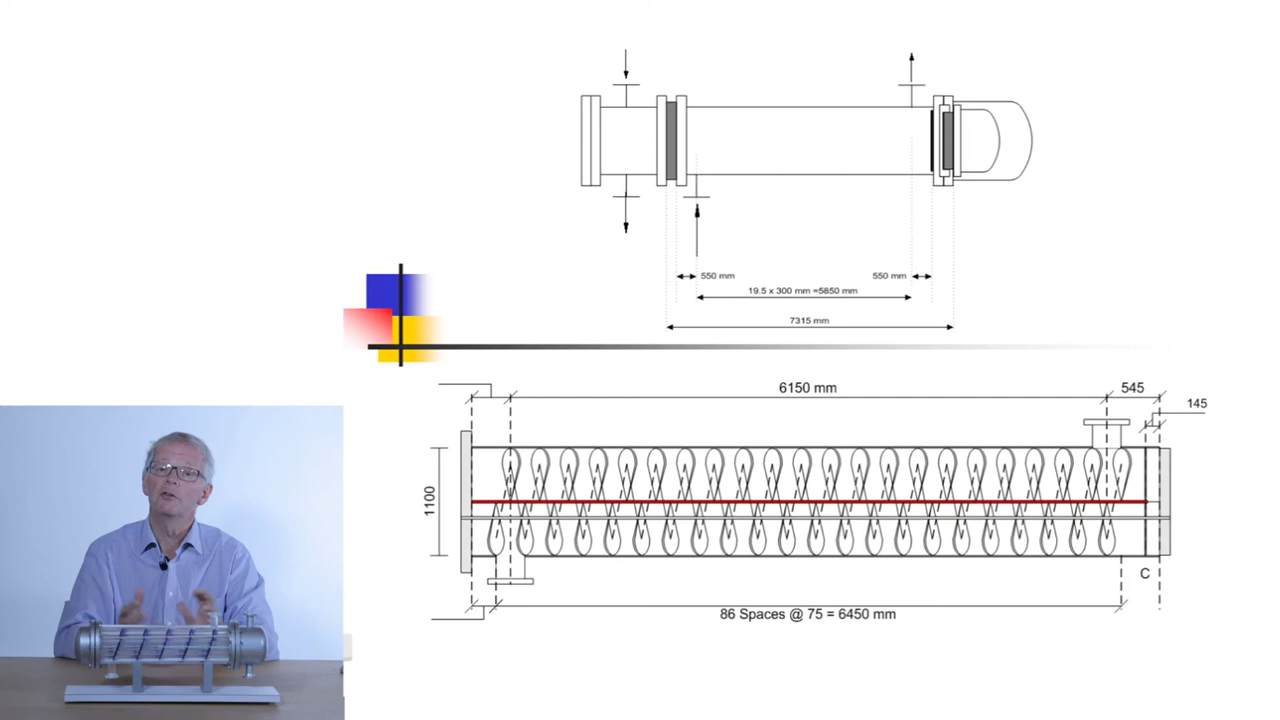 550 mm
550 mm
19.5 x 300 mm =5850 mm
7315 mm
6150 mm
545
145
1100
C
86 Spaces @ 75 = 6450 mm